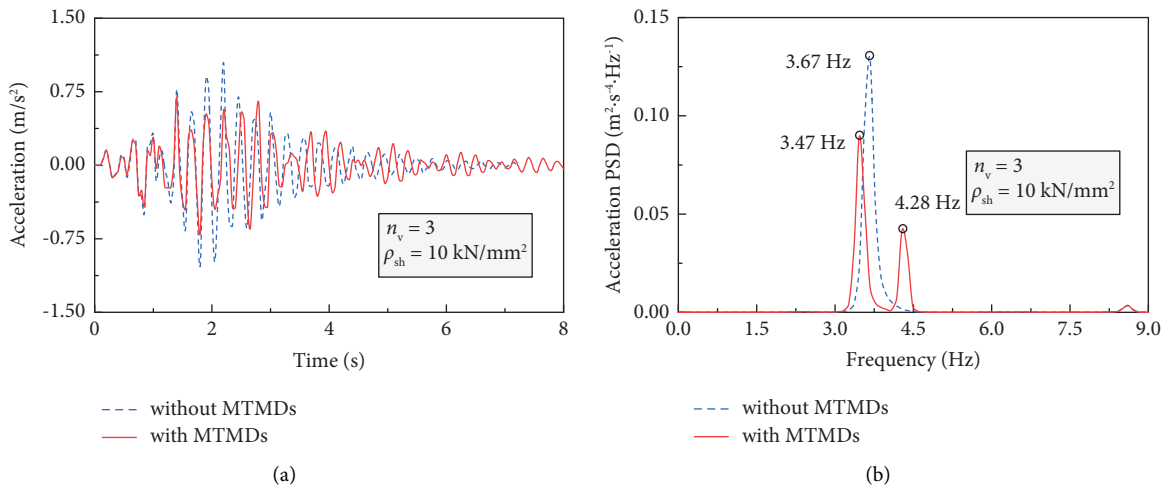 1.50
0.75
0.00
-0.75
-1.50
Acceleration (m/s²)
n_v = 3
ρ_sh = 10 kN/mm²
0 2 4 6 8
Time (s)
without MTMDs
with MTMDs
(a)
0.15
0.10
0.05
0.00
Acceleration PSD (m²·s⁻⁴·Hz⁻¹)
3.67 Hz
3.47 Hz
4.28 Hz
n_v = 3
ρ_sh = 10 kN/mm²
0.0 1.5 3.0 4.5 6.0 7.5 9.0
Frequency (Hz)
without MTMDs
with MTMDs
(b)